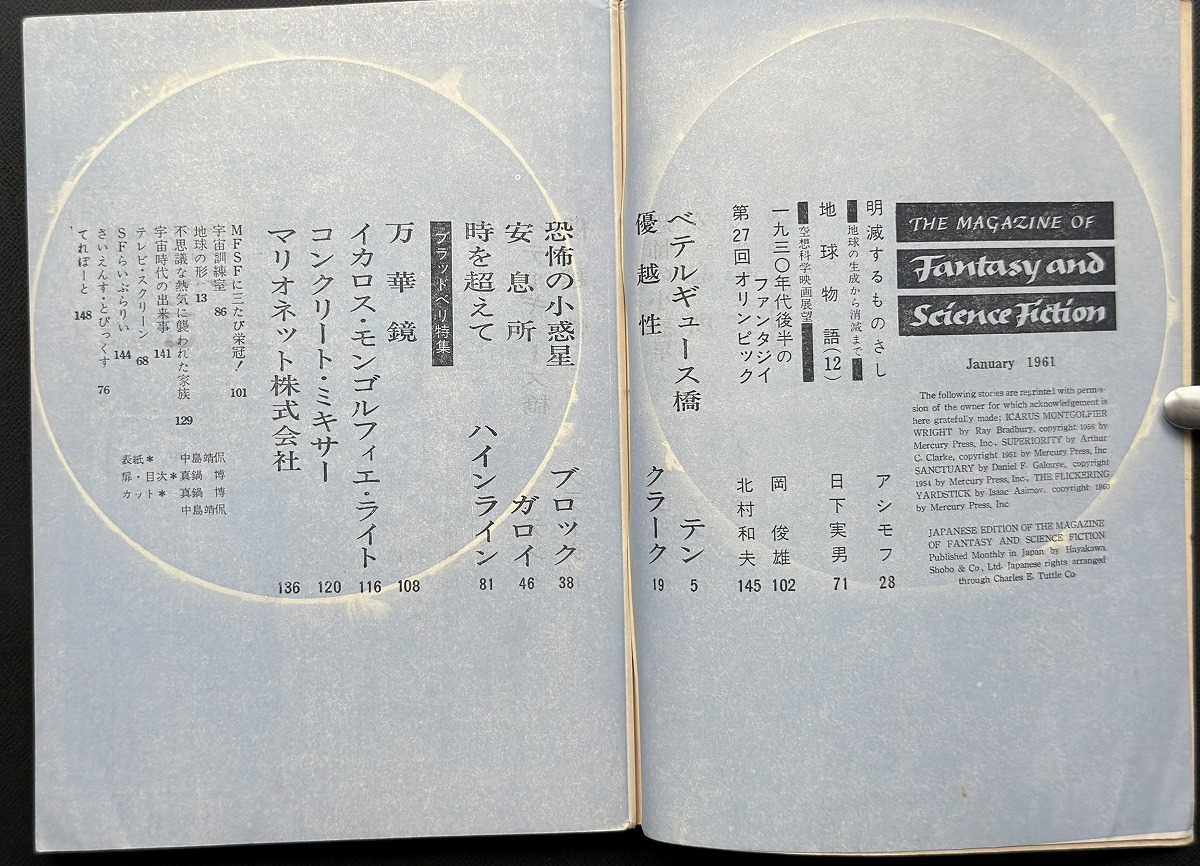 THE MAGAZINE OF
Fantasy and
Science Fiction
January 1961
The following stories are reprinted with permis-
sion of the owner for which acknowledgement is
here gratefully made; ICARUS MONTGOLFIER
WRIGHT by Ray Bradbury, copyright 1956 by
Mercury Press, Inc., SUPERIORITY by Arthur
C. Clarke, copyright 1951 by Mercury Press, Inc
SANCTUARY by Daniel F. Galouye, copyright
1954 by Mercury Press, Inc., THE FLICKERING
YARDSTICK by Isaac Asimov, copyright 1960
by Mercury Press, Inc
JAPANESE EDITION OF THE MAGAZINE
OF FANTASY AND SCIENCE FICTION
Published Monthly in Japan by Hayakawa
Shobo & Co., Ltd. Japanese rights arranged
through Charles E. Tuttle Co
明滅するものさし アシモフ 28
地球の生成から消滅まで
地球物語(12) 日下実男 71
空想科学映画展望
一九三〇年代後半の
ファンタジイ 岡俊雄 102
第27回オリンピック 北村和夫 145
ベテルギュース橋 テン 5
優越性 クラーク 19
恐怖の小惑星 ブロック 38
安息所 ガロイ 46
時を超えて ハインライン 81
ブラッドベリ特集
万華鏡 108
イカロス・モンゴルフィエ・ライト 116
コンクリート・ミキサー 120
マリオネット株式会社 136
MFSFに三たび栄冠! 101
宇宙訓練室 86
地球の形 13
不思議な熱気に襲われた家族 129
宇宙時代の出来事 141
テレビ・スクリーン 68
SFらいぶらりい 144
さいえんす・とぴっくす 76
てれぽーと 148
表紙* 中島靖侃
扉・目次*真鍋 博
カット* 真鍋 博
中島靖侃